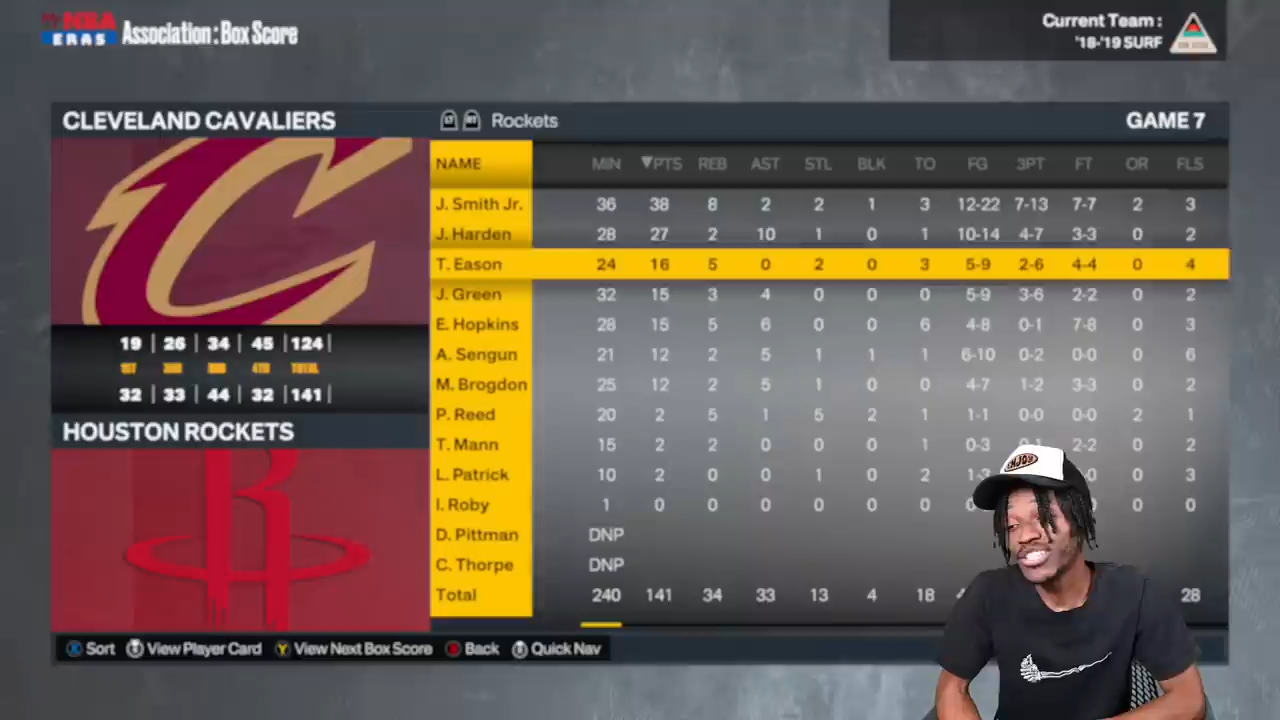 NBA
ERAS Association: Box Score
Current Team :
'18-'19 SURF
CLEVELAND CAVALIERS
LT RT Rockets
GAME 7
NAME MIN ▼PTS REB AST STL BLK TO FG 3PT FT OR FLS
J. Smith Jr. 36 38 8 2 2 1 3 12-22 7-13 7-7 2 3
J. Harden 28 27 2 10 1 0 1 10-14 4-7 3-3 0 2
T. Eason 24 16 5 0 2 0 3 5-9 2-6 4-4 0 4
J. Green 32 15 3 4 0 0 0 5-9 3-6 2-2 0 2
E. Hopkins 28 15 5 6 0 0 6 4-8 0-1 7-8 0 3
A. Sengun 21 12 2 5 1 1 1 6-10 0-2 0-0 0 6
M. Brogdon 25 12 2 5 1 0 0 4-7 1-2 3-3 0 2
P. Reed 20 2 5 1 5 2 1 1-1 0-0 0-0 2 1
T. Mann 15 2 2 0 0 0 1 0-3 2-2 0 2
L. Patrick 10 2 0 0 1 0 2 0 3
I. Roby 1 0 0 0 0 0 0 0 0
D. Pittman DNP
C. Thorpe DNP
Total 240 141 34 33 13 4 18 28
19 | 26 | 34 | 45 | 124 |
1ST 2ND 3RD 4TH TOTAL
32 | 33 | 44 | 32 | 141 |
HOUSTON ROCKETS
X Sort View Player Card Y View Next Box Score Back Quick Nav
ENJOY